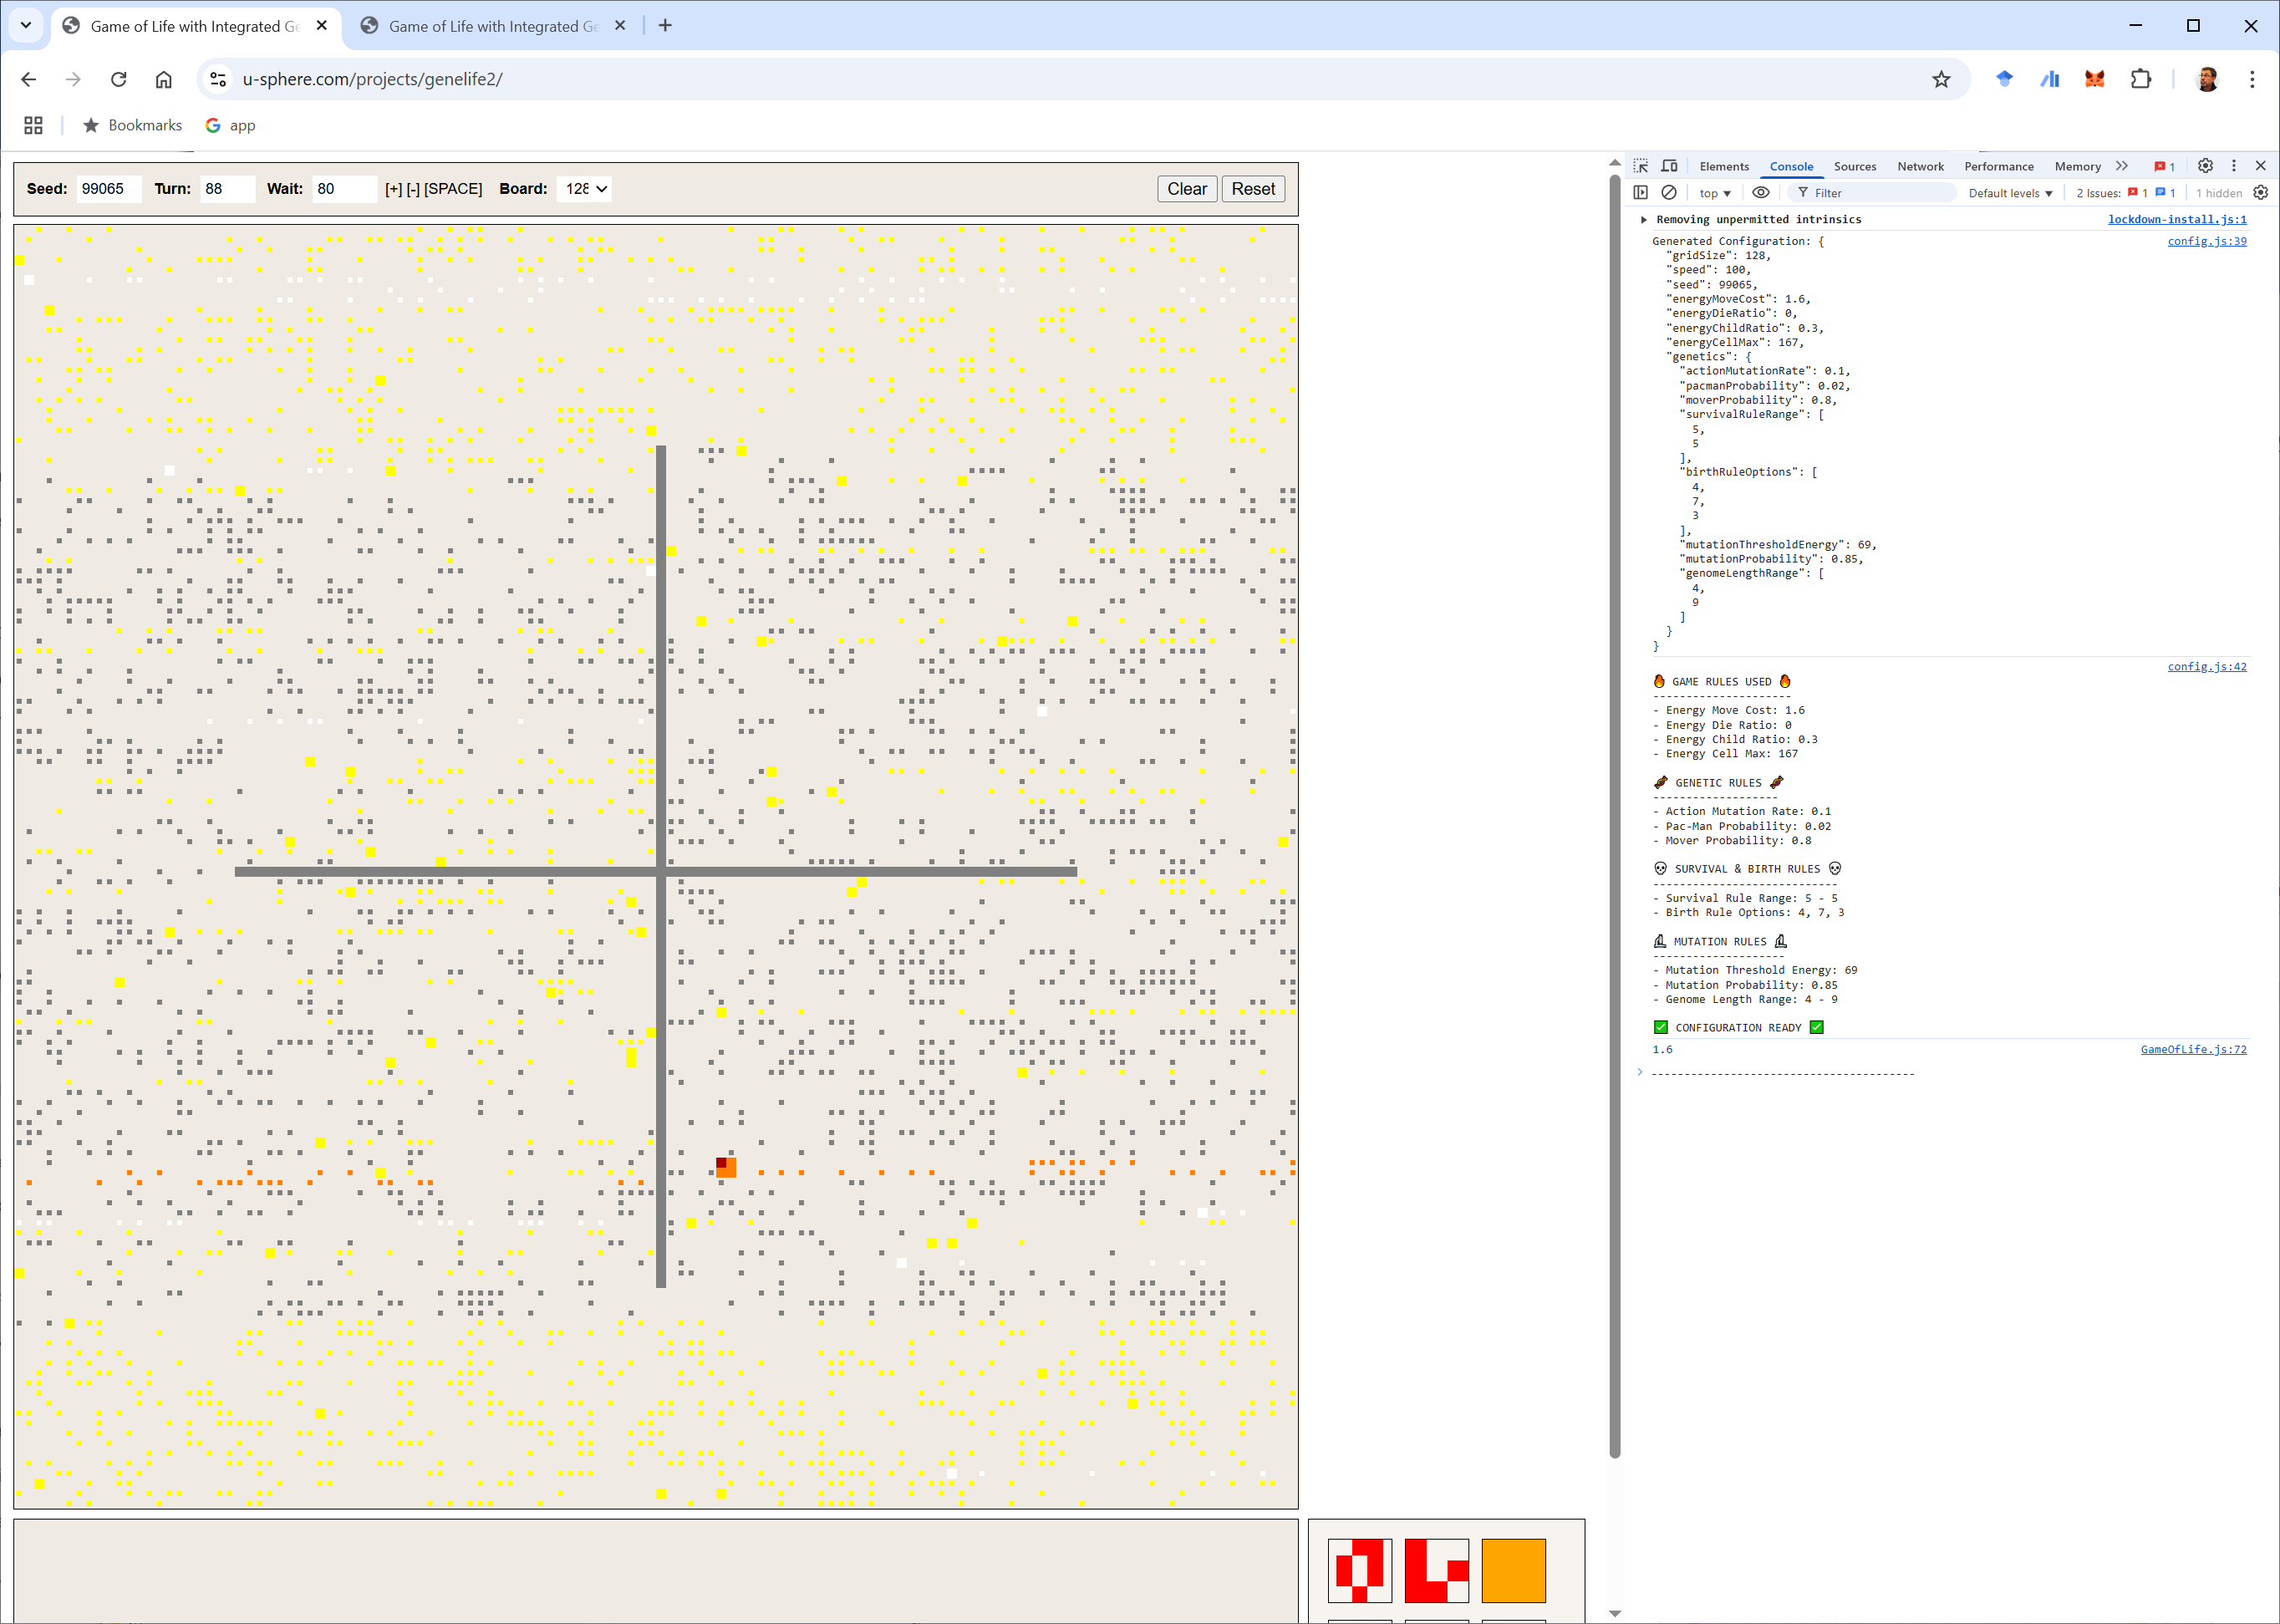 Game of Life with Integrated Ge
Game of Life with Integrated Ge
u-sphere.com/projects/genelife2/
Bookmarks
app
Seed: 99065 Turn: 88 Wait: 80 [+] [-] [SPACE] Board: 128
Clear
Reset
Elements Console Sources Network Performance Memory 1
top Filter Default levels 2 Issues: 1 1 1 hidden
Removing unpermitted intrinsics lockdown-install.js:1
Generated Configuration: { config.js:39
"gridSize": 128,
"speed": 100,
"seed": 99065,
"energyMoveCost": 1.6,
"energyDieRatio": 0,
"energyChildRatio": 0.3,
"energyCellMax": 167,
"genetics": {
"actionMutationRate": 0.1,
"pacmanProbability": 0.02,
"moverProbability": 0.8,
"survivalRuleRange": [
5,
5
],
"birthRuleOptions": [
4,
7,
3
],
"mutationThresholdEnergy": 69,
"mutationProbability": 0.85,
"genomeLengthRange": [
4,
9
]
}
}
config.js:42
🔥 GAME RULES USED 🔥
---------------------
- Energy Move Cost: 1.6
- Energy Die Ratio: 0
- Energy Child Ratio: 0.3
- Energy Cell Max: 167
GENETIC RULES
-------------------
- Action Mutation Rate: 0.1
- Pac-Man Probability: 0.02
- Mover Probability: 0.8
SURVIVAL & BIRTH RULES
----------------------------
- Survival Rule Range: 5 - 5
- Birth Rule Options: 4, 7, 3
MUTATION RULES
--------------------
- Mutation Threshold Energy: 69
- Mutation Probability: 0.85
- Genome Length Range: 4 - 9
✅ CONFIGURATION READY ✅
1.6 GameOfLife.js:72
----------------------------------------